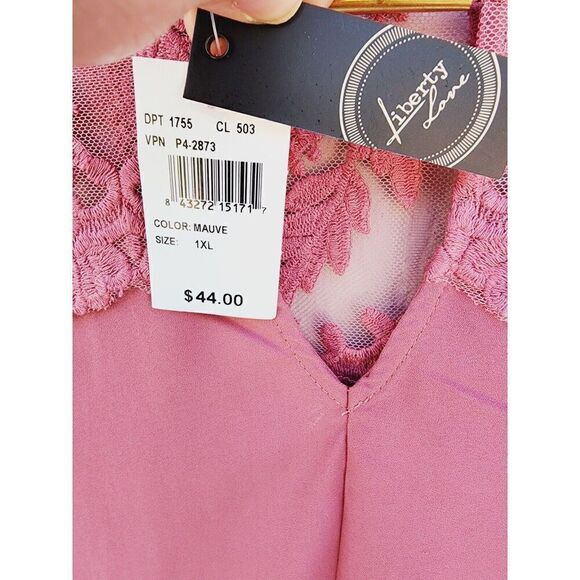 DPT 1755 CL 503
VPN P4-2873
8 43272 15171 7
COLOR: MAUVE
SIZE: 1XL
$44.00
Liberty
Love